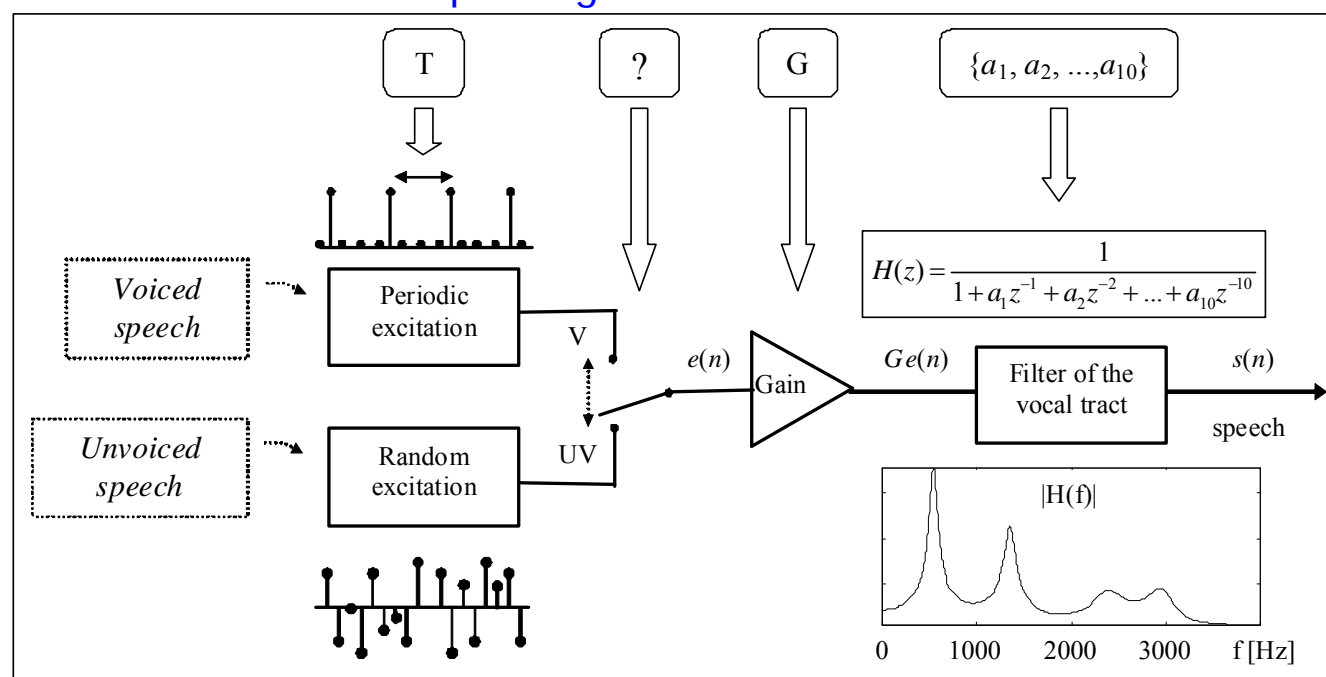 T
?
G
{a₁, a₂, ...,a₁₀}
H(z) = 1 / (1 + a₁z⁻¹ + a₂z⁻² + ... + a₁₀z⁻¹⁰)
Voiced
speech
Periodic
excitation
V
e(n)
Gain
Ge(n)
Filter of the
vocal tract
s(n)
speech
Unvoiced
speech
Random
excitation
UV
|H(f)|
0 1000 2000 3000 f [Hz]